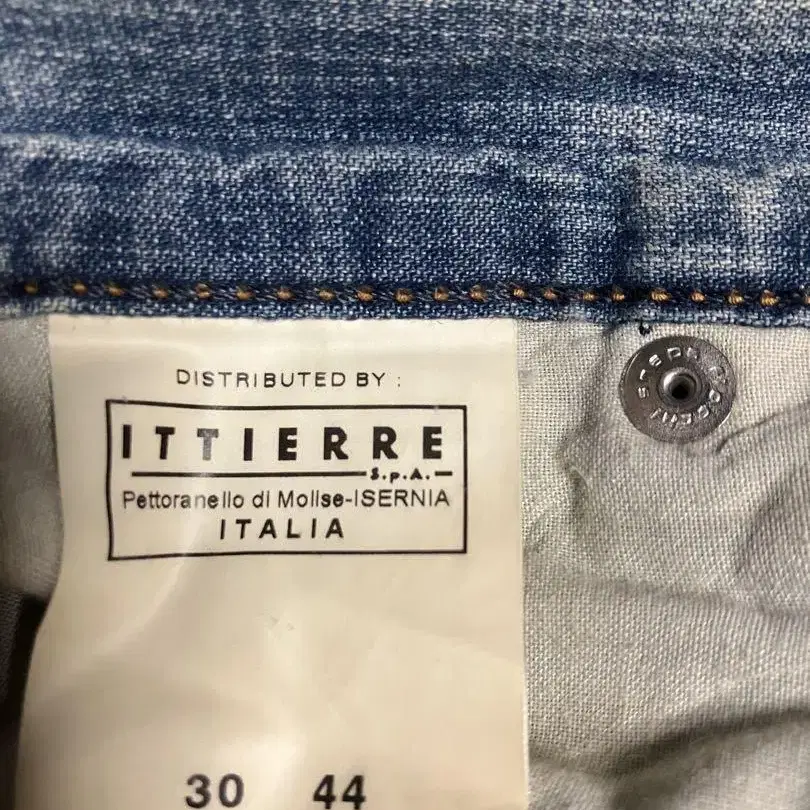 DISTRIBUTED BY :
ITTIERRE
S.p.A.
Pettoranello di Molise-ISERNIA
ITALIA
30 44